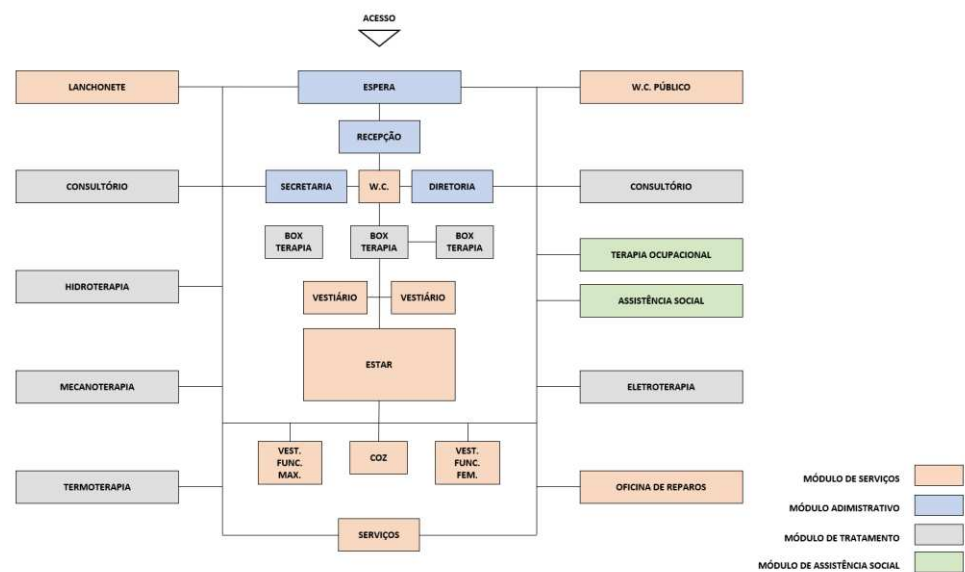 ACESSO
LANCHONETE
ESPERA
W.C. PÚBLICO
RECEPÇÃO
CONSULTÓRIO
SECRETARIA
W.C.
DIRETORIA
CONSULTÓRIO
BOX
TERAPIA
BOX
TERAPIA
BOX
TERAPIA
TERAPIA OCUPACIONAL
HIDROTERAPIA
VESTIÁRIO
VESTIÁRIO
ASSISTÊNCIA SOCIAL
ESTAR
MECANOTERAPIA
ELETROTERAPIA
VEST.
FUNC.
MAX.
COZ
VEST.
FUNC.
FEM.
TERMOTERAPIA
OFICINA DE REPAROS
SERVIÇOS
MÓDULO DE SERVIÇOS
MÓDULO ADIMISTRATIVO
MÓDULO DE TRATAMENTO
MÓDULO DE ASSISTÊNCIA SOCIAL